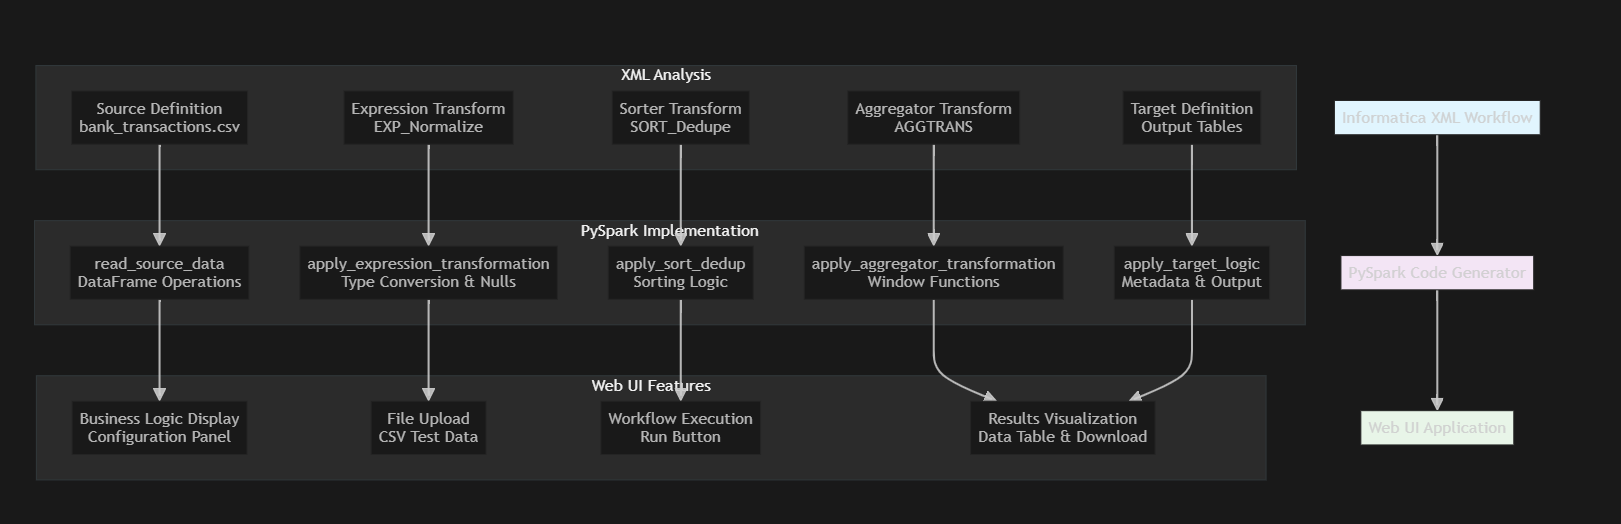 XML Analysis
Source Definition
bank_transactions.csv
Expression Transform
EXP_Normalize
Sorter Transform
SORT_Dedupe
Aggregator Transform
AGGTRANS
Target Definition
Output Tables
Informatica XML Workflow
PySpark Implementation
read_source_data
DataFrame Operations
apply_expression_transformation
Type Conversion & Nulls
apply_sort_dedup
Sorting Logic
apply_aggregator_transformation
Window Functions
apply_target_logic
Metadata & Output
PySpark Code Generator
Web UI Features
Business Logic Display
Configuration Panel
File Upload
CSV Test Data
Workflow Execution
Run Button
Results Visualization
Data Table & Download
Web UI Application